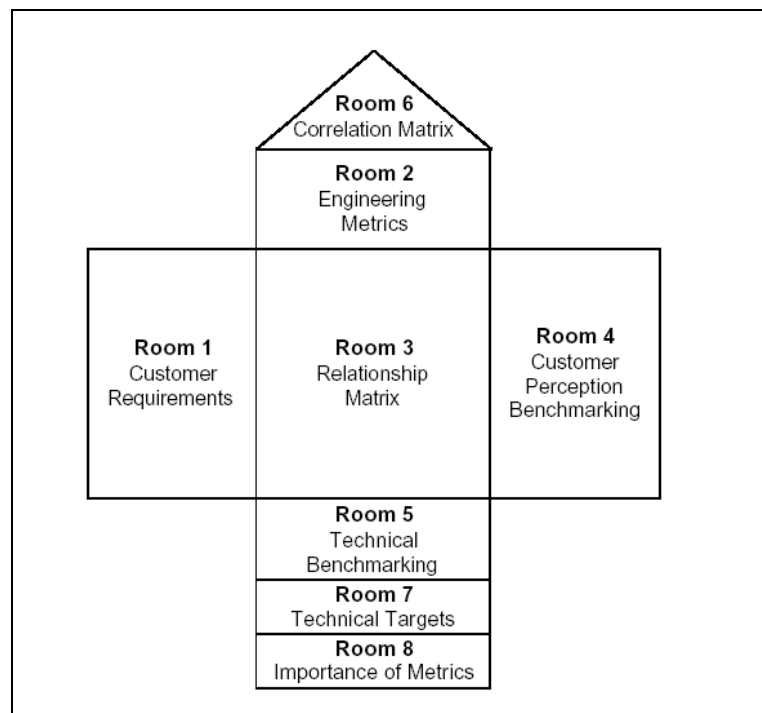 Room 6
Correlation Matrix
Room 2
Engineering
Metrics
Room 1
Customer
Requirements
Room 3
Relationship
Matrix
Room 4
Customer
Perception
Benchmarking
Room 5
Technical
Benchmarking
Room 7
Technical Targets
Room 8
Importance of Metrics